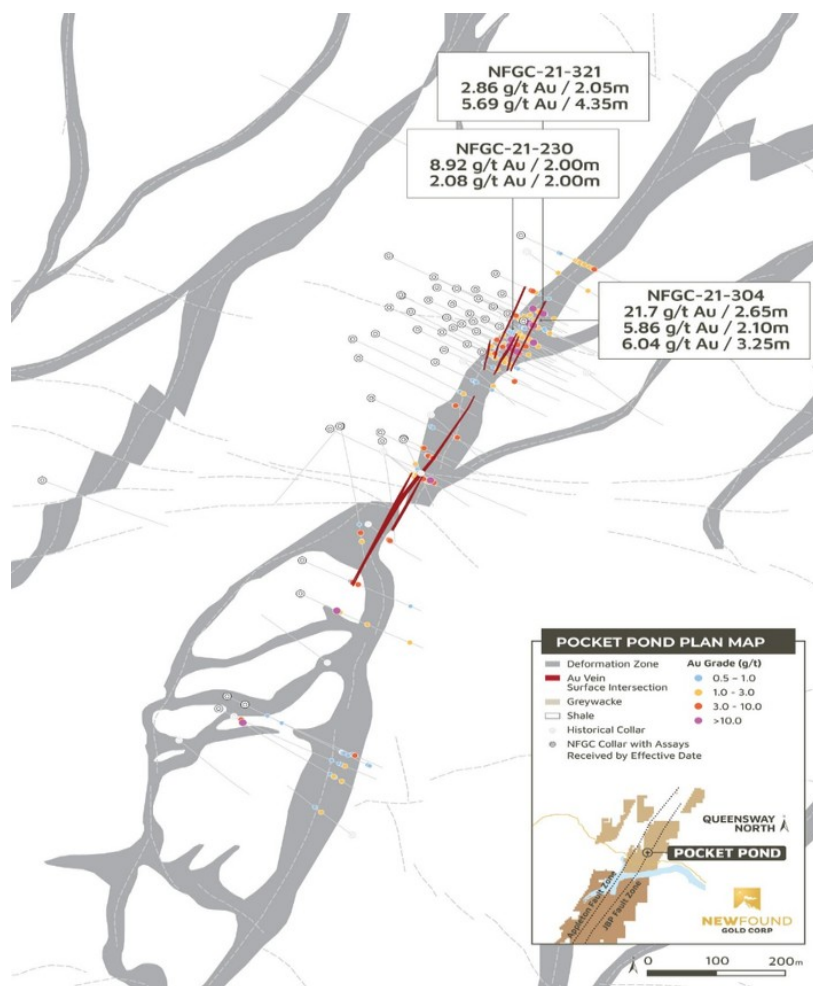 NFGC-21-321
2.86 g/t Au / 2.05m
5.69 g/t Au / 4.35m
NFGC-21-230
8.92 g/t Au / 2.00m
2.08 g/t Au / 2.00m
NFGC-21-304
21.7 g/t Au / 2.65m
5.86 g/t Au / 2.10m
6.04 g/t Au / 3.25m
POCKET POND PLAN MAP
Deformation Zone
Au Vein
Surface Intersection
Greywacke
Shale
Historical Collar
NFGC Collar with Assays
Received by Effective Date
Au Grade (g/t)
0.5 – 1.0
1.0 - 3.0
3.0 - 10.0
>10.0
QUEENSWAY
NORTH
POCKET POND
Appleton Fault Zone
JBP Fault Zone
NEWFOUND
GOLD CORP
0 100 200m